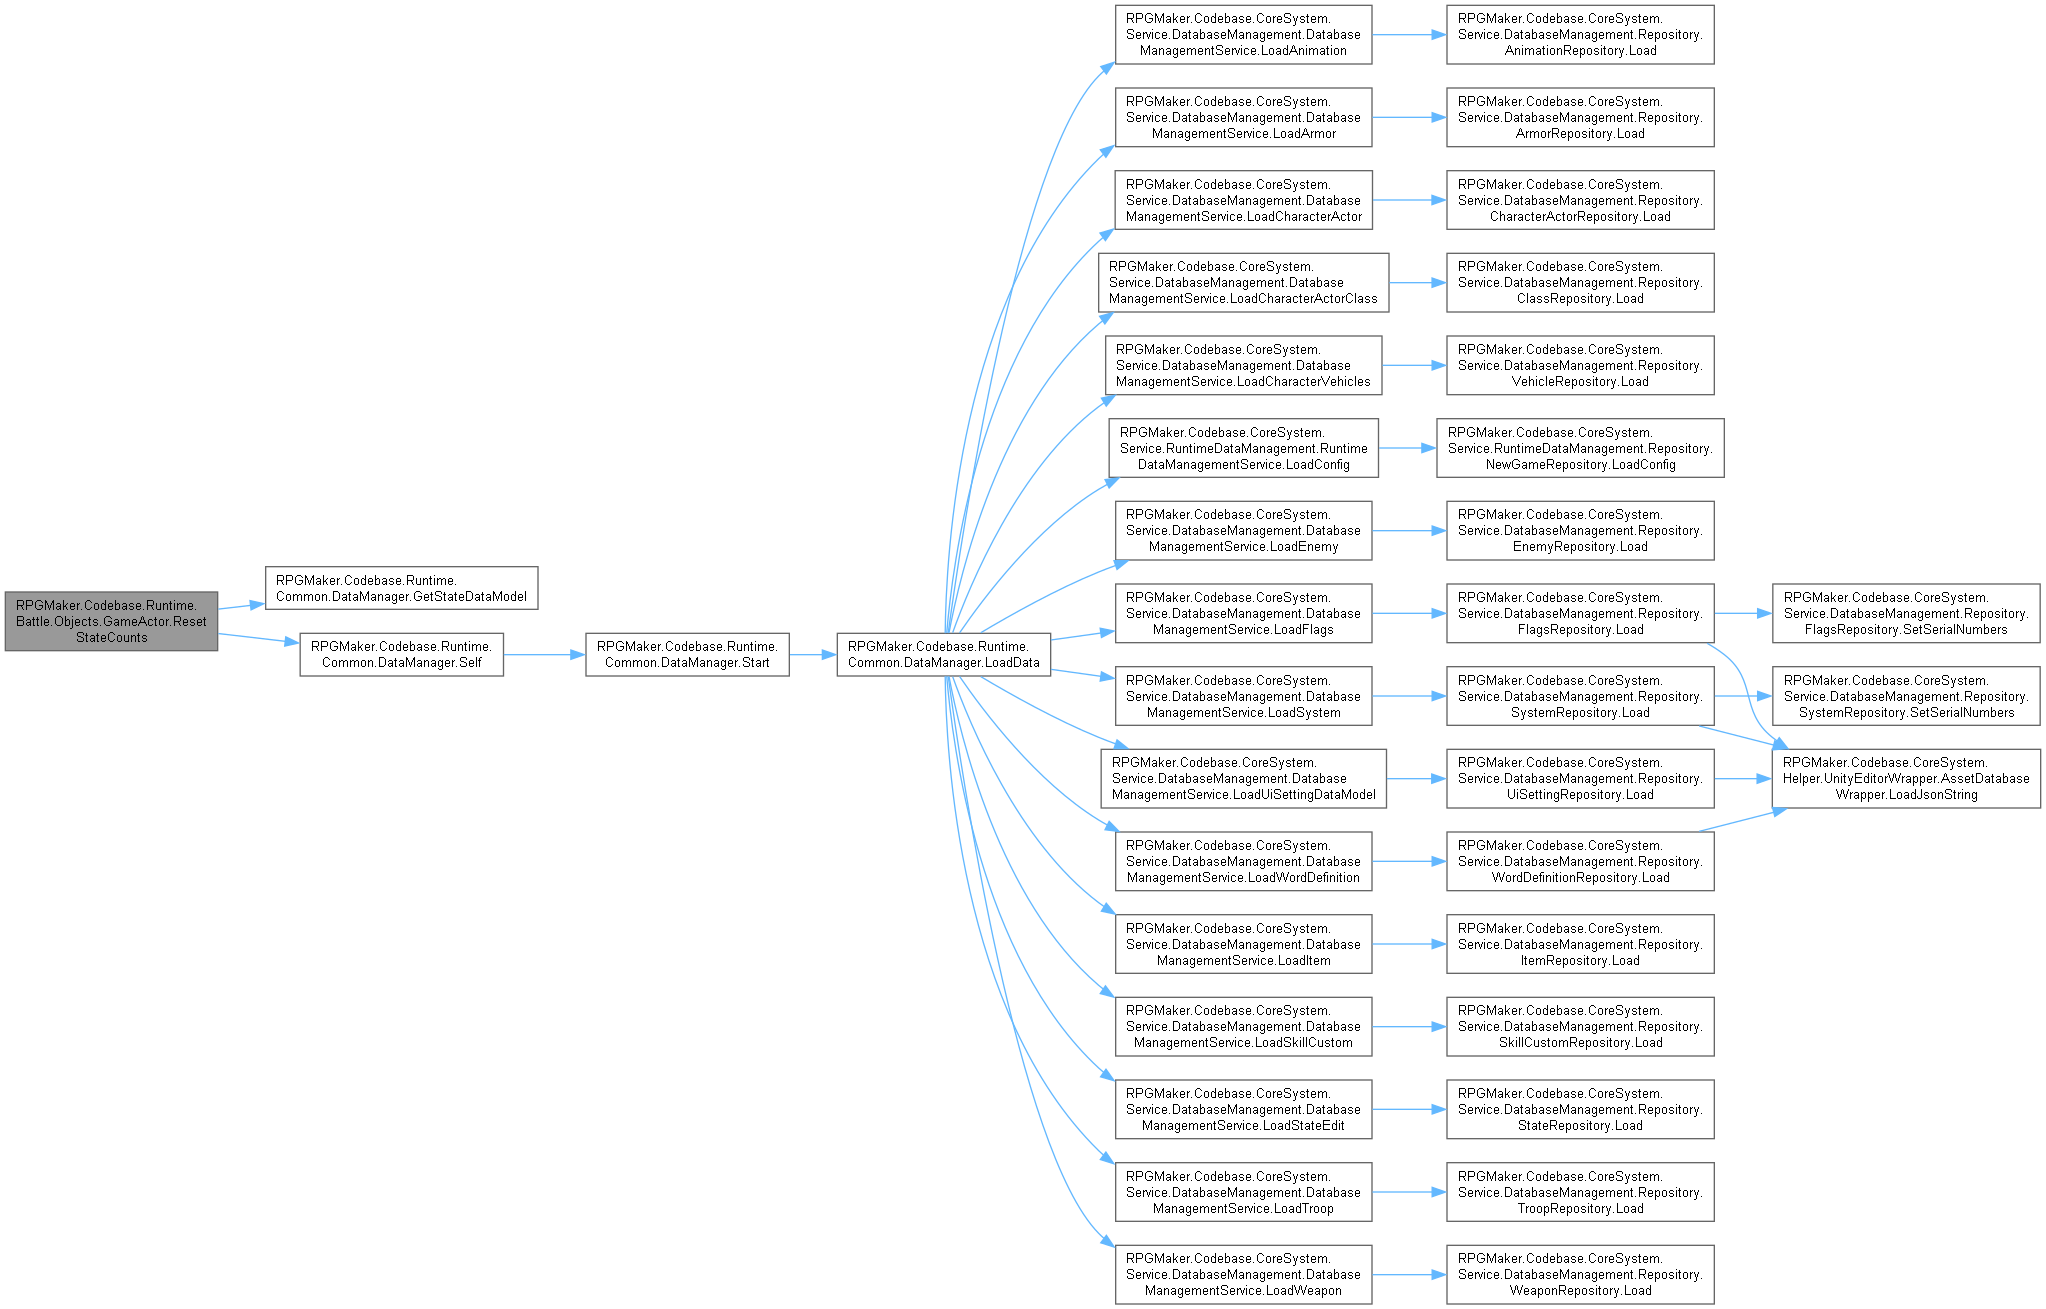 RPGMaker.Codebase.Runtime.
Battle.Objects.GameActor.Reset
StateCounts
RPGMaker.Codebase.Runtime.
Common.DataManager.GetStateDataModel
RPGMaker.Codebase.Runtime.
Common.DataManager.Self
RPGMaker.Codebase.Runtime.
Common.DataManager.Start
RPGMaker.Codebase.Runtime.
Common.DataManager.LoadData
RPGMaker.Codebase.CoreSystem.
Service.DatabaseManagement.Database
ManagementService.LoadAnimation
RPGMaker.Codebase.CoreSystem.
Service.DatabaseManagement.Repository.
AnimationRepository.Load
RPGMaker.Codebase.CoreSystem.
Service.DatabaseManagement.Database
ManagementService.LoadArmor
RPGMaker.Codebase.CoreSystem.
Service.DatabaseManagement.Repository.
ArmorRepository.Load
RPGMaker.Codebase.CoreSystem.
Service.DatabaseManagement.Database
ManagementService.LoadCharacterActor
RPGMaker.Codebase.CoreSystem.
Service.DatabaseManagement.Repository.
CharacterActorRepository.Load
RPGMaker.Codebase.CoreSystem.
Service.DatabaseManagement.Database
ManagementService.LoadCharacterActorClass
RPGMaker.Codebase.CoreSystem.
Service.DatabaseManagement.Repository.
ClassRepository.Load
RPGMaker.Codebase.CoreSystem.
Service.DatabaseManagement.Database
ManagementService.LoadCharacterVehicles
RPGMaker.Codebase.CoreSystem.
Service.DatabaseManagement.Repository.
VehicleRepository.Load
RPGMaker.Codebase.CoreSystem.
Service.RuntimeDataManagement.Runtime
DataManagementService.LoadConfig
RPGMaker.Codebase.CoreSystem.
Service.RuntimeDataManagement.Repository.
NewGameRepository.LoadConfig
RPGMaker.Codebase.CoreSystem.
Service.DatabaseManagement.Database
ManagementService.LoadEnemy
RPGMaker.Codebase.CoreSystem.
Service.DatabaseManagement.Repository.
EnemyRepository.Load
RPGMaker.Codebase.CoreSystem.
Service.DatabaseManagement.Database
ManagementService.LoadFlags
RPGMaker.Codebase.CoreSystem.
Service.DatabaseManagement.Repository.
FlagsRepository.Load
RPGMaker.Codebase.CoreSystem.
Service.DatabaseManagement.Repository.
FlagsRepository.SetSerialNumbers
RPGMaker.Codebase.CoreSystem.
Service.DatabaseManagement.Database
ManagementService.LoadSystem
RPGMaker.Codebase.CoreSystem.
Service.DatabaseManagement.Repository.
SystemRepository.Load
RPGMaker.Codebase.CoreSystem.
Service.DatabaseManagement.Repository.
SystemRepository.SetSerialNumbers
RPGMaker.Codebase.CoreSystem.
Service.DatabaseManagement.Database
ManagementService.LoadUiSettingDataModel
RPGMaker.Codebase.CoreSystem.
Service.DatabaseManagement.Repository.
UiSettingRepository.Load
RPGMaker.Codebase.CoreSystem.
Helper.UnityEditorWrapper.AssetDatabase
Wrapper.LoadJsonString
RPGMaker.Codebase.CoreSystem.
Service.DatabaseManagement.Database
ManagementService.LoadWordDefinition
RPGMaker.Codebase.CoreSystem.
Service.DatabaseManagement.Repository.
WordDefinitionRepository.Load
RPGMaker.Codebase.CoreSystem.
Service.DatabaseManagement.Database
ManagementService.LoadItem
RPGMaker.Codebase.CoreSystem.
Service.DatabaseManagement.Repository.
ItemRepository.Load
RPGMaker.Codebase.CoreSystem.
Service.DatabaseManagement.Database
ManagementService.LoadSkillCustom
RPGMaker.Codebase.CoreSystem.
Service.DatabaseManagement.Repository.
SkillCustomRepository.Load
RPGMaker.Codebase.CoreSystem.
Service.DatabaseManagement.Database
ManagementService.LoadStateEdit
RPGMaker.Codebase.CoreSystem.
Service.DatabaseManagement.Repository.
StateRepository.Load
RPGMaker.Codebase.CoreSystem.
Service.DatabaseManagement.Database
ManagementService.LoadTroop
RPGMaker.Codebase.CoreSystem.
Service.DatabaseManagement.Repository.
TroopRepository.Load
RPGMaker.Codebase.CoreSystem.
Service.DatabaseManagement.Database
ManagementService.LoadWeapon
RPGMaker.Codebase.CoreSystem.
Service.DatabaseManagement.Repository.
WeaponRepository.Load